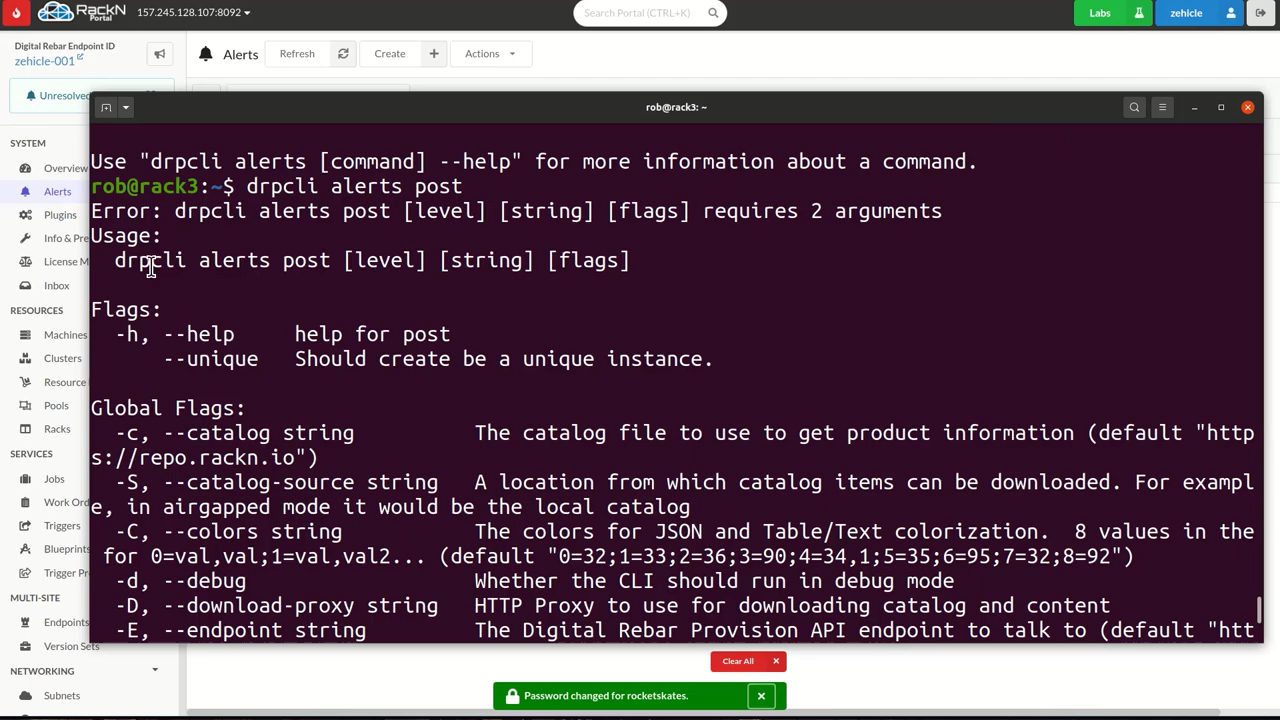 RackN
Portal
157.245.128.107:8092
Search Portal (CTRL+K)
Labs
zehicle
Digital Rebar Endpoint ID
zehicle-001
Alerts
Refresh
Create
Actions
Unresolved
rob@rack3: ~
SYSTEM
Overview
Alerts
Plugins
Info & Pre
License M
Inbox
RESOURCES
Machines
Clusters
Resource
Pools
Racks
SERVICES
Jobs
Work Ord
Triggers
Blueprints
Trigger Pr
MULTI-SITE
Endpoints
Version Sets
NETWORKING
Subnets
Use "drpcli alerts [command] --help" for more information about a command.
rob@rack3:~$ drpcli alerts post
Error: drpcli alerts post [level] [string] [flags] requires 2 arguments
Usage:
drpcli alerts post [level] [string] [flags]
Flags:
-h, --help help for post
--unique Should create be a unique instance.
Global Flags:
-c, --catalog string The catalog file to use to get product information (default "http
s://repo.rackn.io")
-S, --catalog-source string A location from which catalog items can be downloaded. For exampl
e, in airgapped mode it would be the local catalog
-C, --colors string The colors for JSON and Table/Text colorization. 8 values in the
for 0=val,val;1=val,val2... (default "0=32;1=33;2=36;3=90;4=34,1;5=35;6=95;7=32;8=92")
-d, --debug Whether the CLI should run in debug mode
-D, --download-proxy string HTTP Proxy to use for downloading catalog and content
-E, --endpoint string The Digital Rebar Provision API endpoint to talk to (default "htt
Clear All
Password changed for rocketskates.